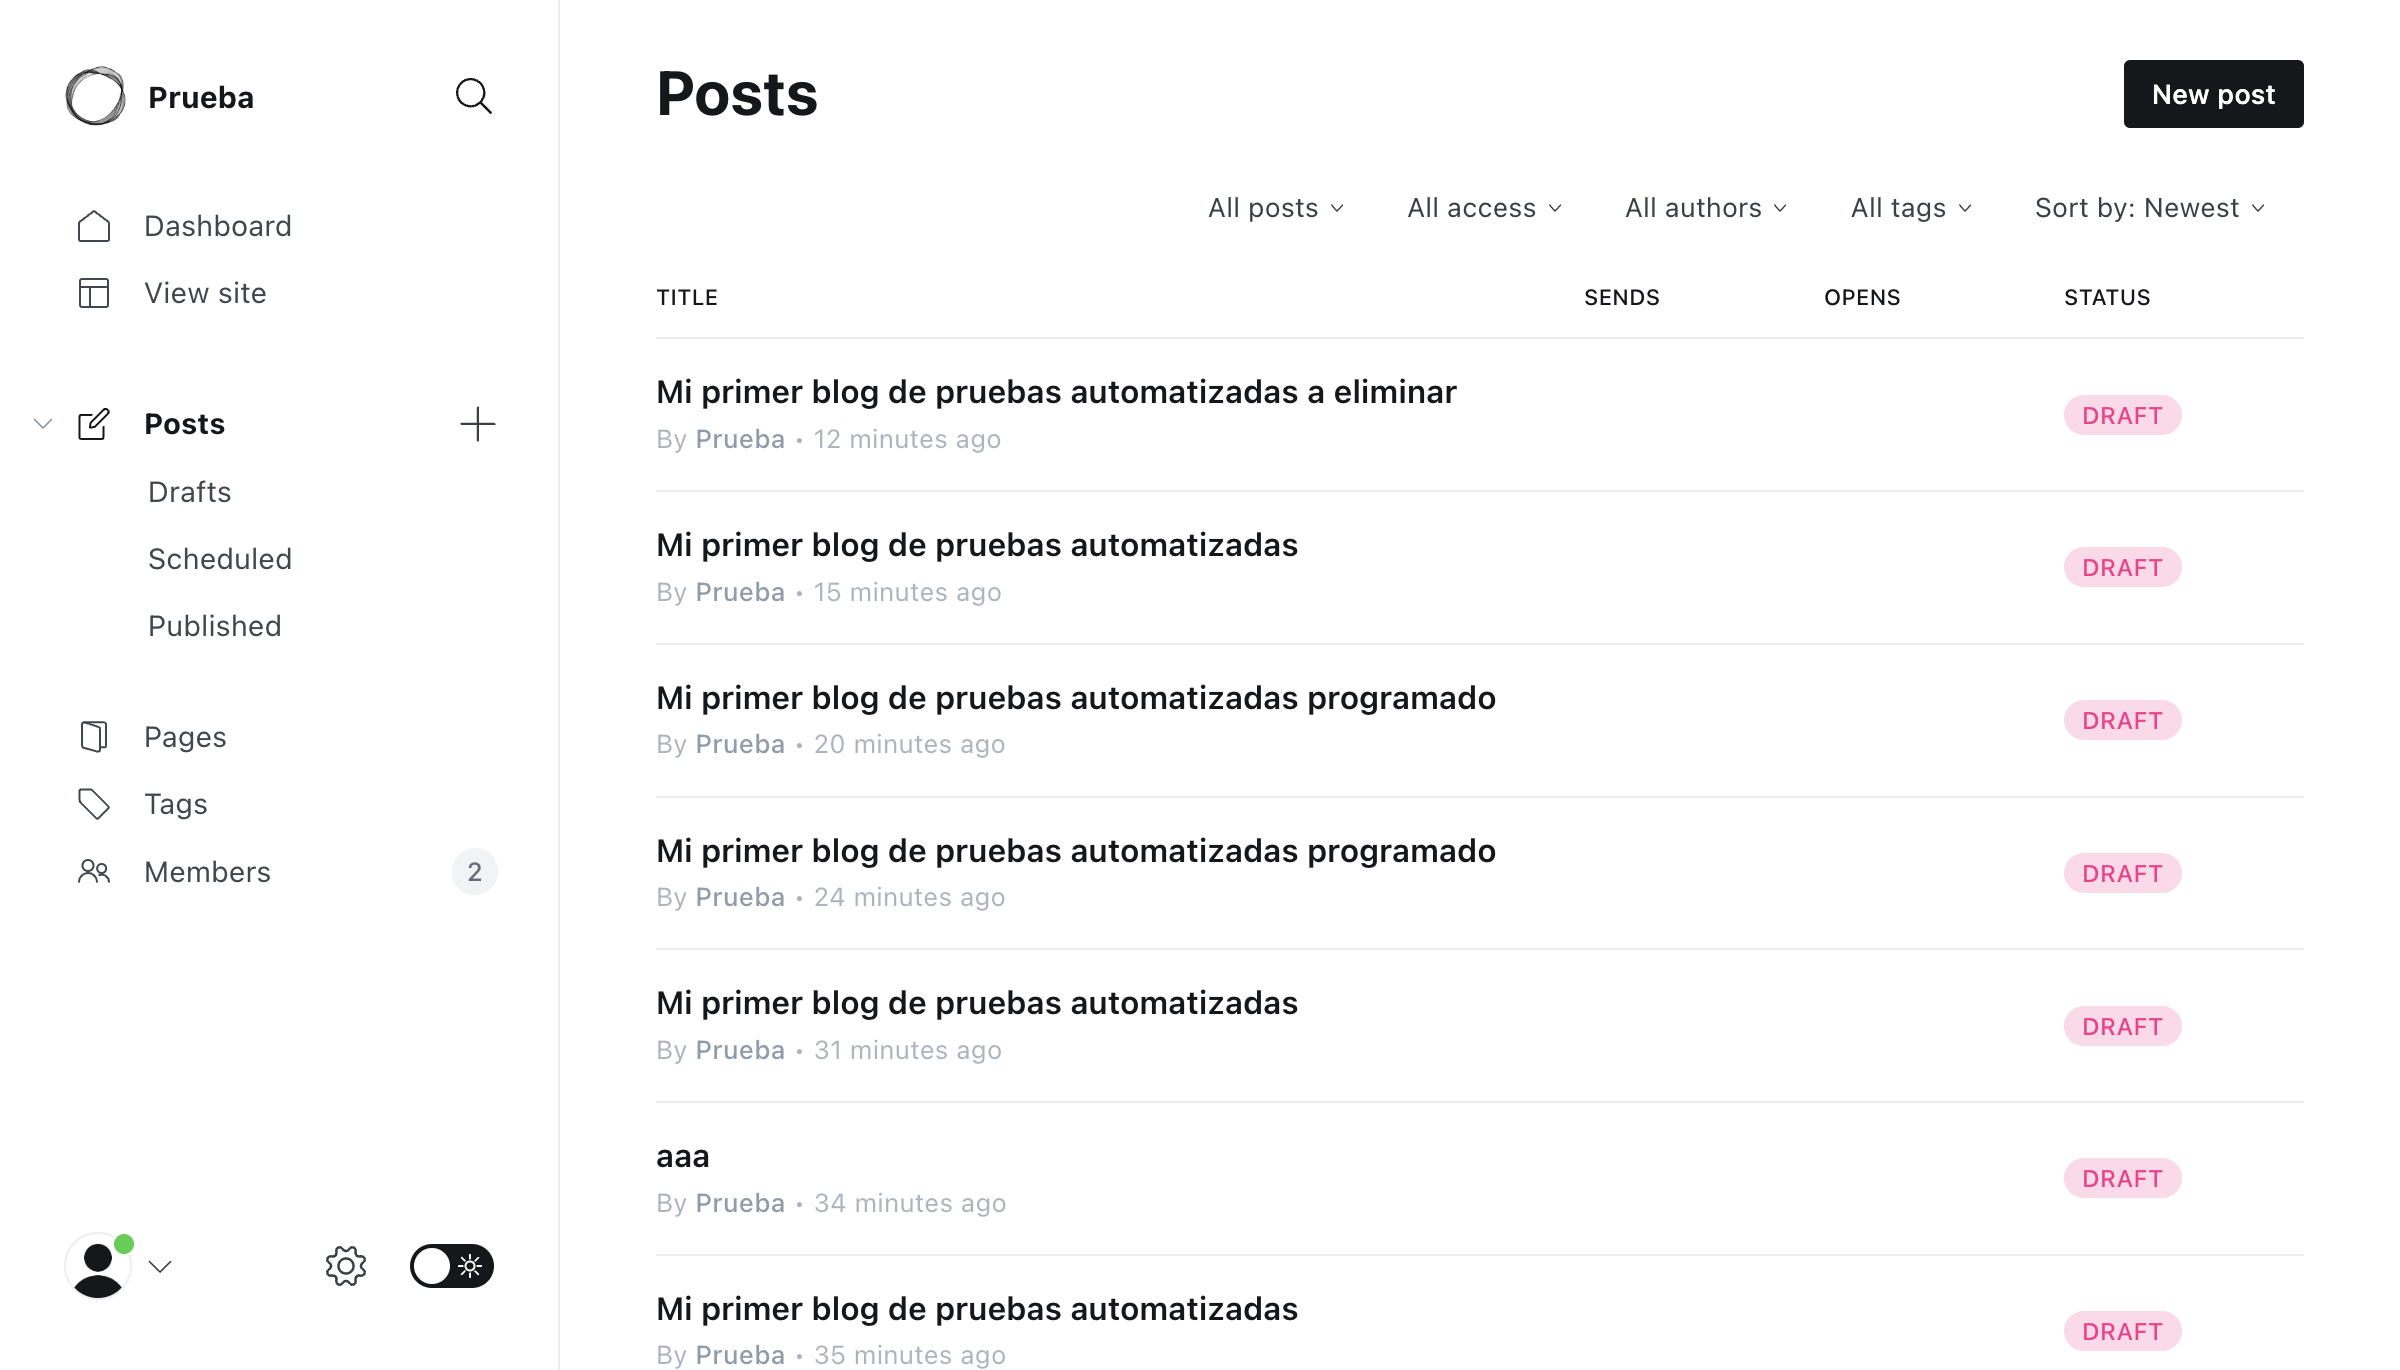 Prueba
Dashboard
View site
Posts
Drafts
Scheduled
Published
Pages
Tags
Members 2
Posts
New post
All posts All access All authors All tags Sort by: Newest
TITLE SENDS OPENS STATUS
Mi primer blog de pruebas automatizadas a eliminar
By Prueba • 12 minutes ago
DRAFT
Mi primer blog de pruebas automatizadas
By Prueba • 15 minutes ago
DRAFT
Mi primer blog de pruebas automatizadas programado
By Prueba • 20 minutes ago
DRAFT
Mi primer blog de pruebas automatizadas programado
By Prueba • 24 minutes ago
DRAFT
Mi primer blog de pruebas automatizadas
By Prueba • 31 minutes ago
DRAFT
aaa
By Prueba • 34 minutes ago
DRAFT
Mi primer blog de pruebas automatizadas
By Prueba • 35 minutes ago
DRAFT